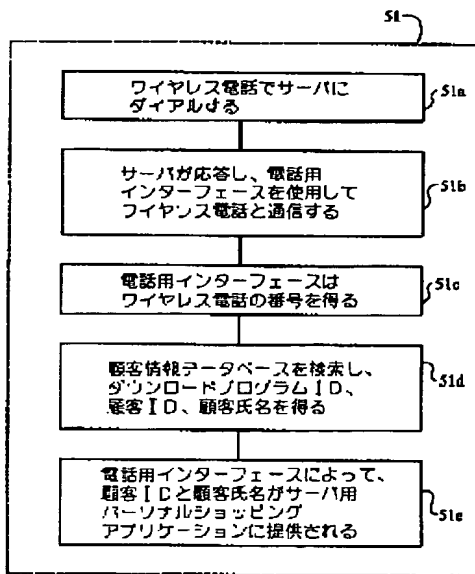 51
ワイヤレス電話でサーバに
ダイアルする
51a
サーバが応答し、電話用
インターフェースを使用して
ワイヤレス電話と通信する
51b
電話用インターフェースは
ワイヤレス電話の番号を得る
51c
顧客情報データベースを検索し、
ダウンロードプログラムID、
顧客ID、顧客氏名を得る
51d
電話用インターフェースによって、
顧客IDと顧客氏名がサーバ用
パーソナルショッピング
アプリケーションに提供される
51e